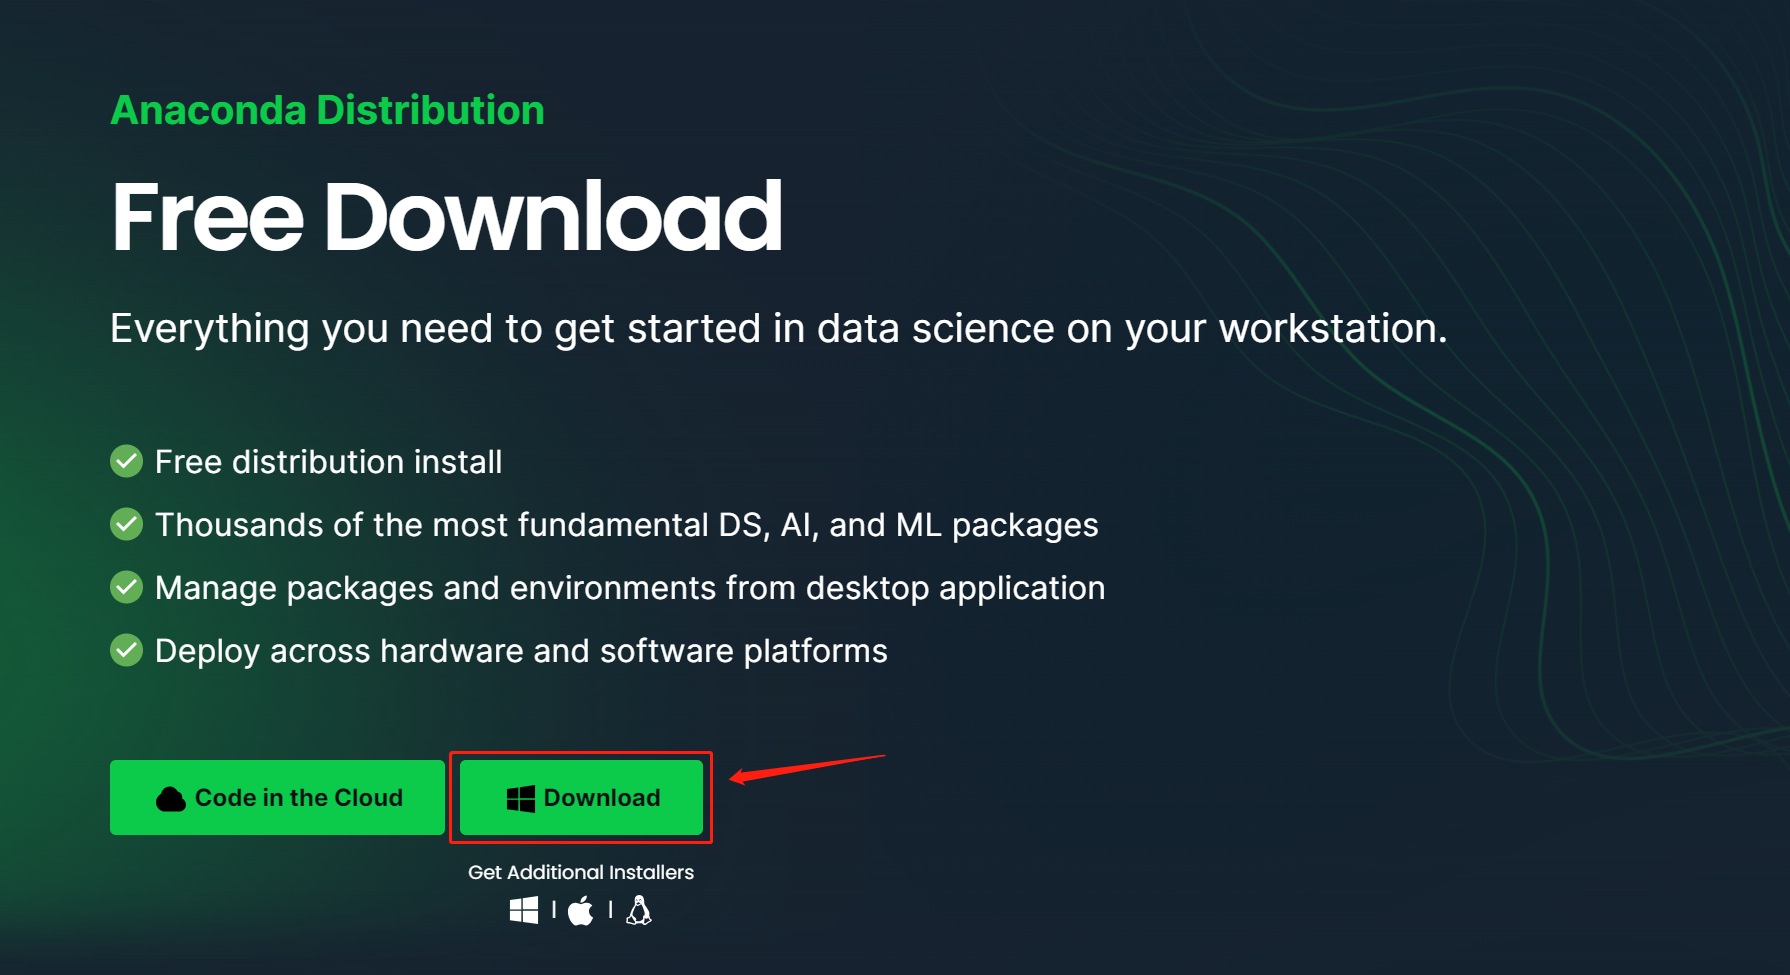 Anaconda Distribution
Free Download
Everything you need to get started in data science on your workstation.
Free distribution install
Thousands of the most fundamental DS, AI, and ML packages
Manage packages and environments from desktop application
Deploy across hardware and software platforms
Code in the Cloud
Download
Get Additional Installers